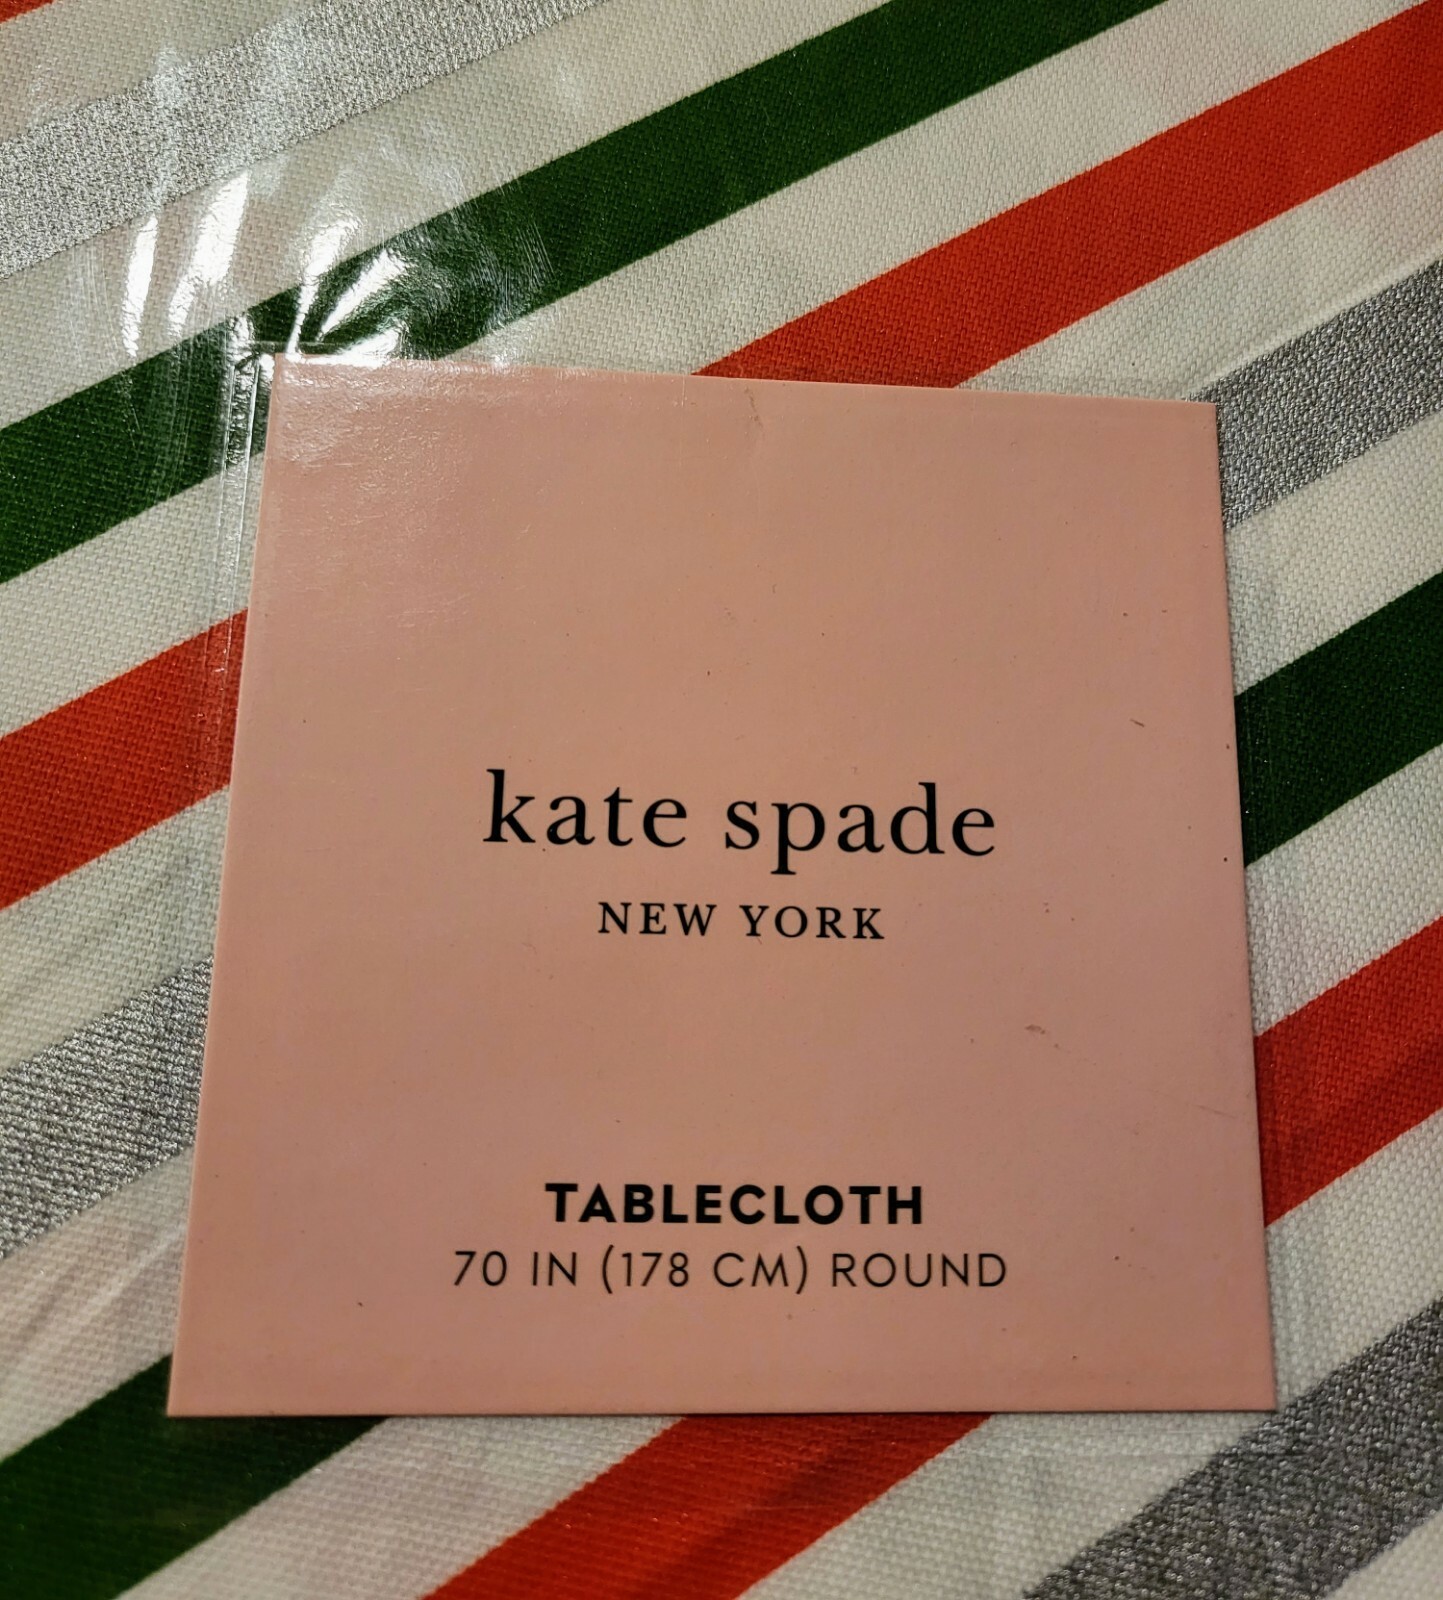 kate spade
NEW YORK
TABLECLOTH
70 IN (178 CM) ROUND